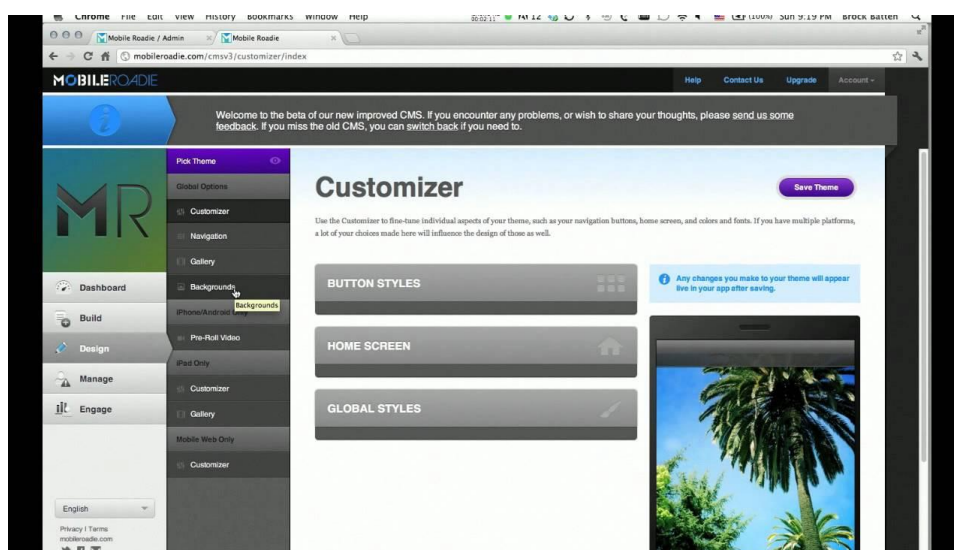 Chrome File Edit View History Bookmarks Window Help
00:02:11 (100%) Sun 9:19 PM Brock Batten
Mobile Roadie / Admin
Mobile Roadie
mobileroadie.com/cmsv3/customizer/index
MOBILEROADIE
Help Contact Us Upgrade Account
Welcome to the beta of our new improved CMS. If you encounter any problems, or wish to share your thoughts, please send us some
feedback. If you miss the old CMS, you can switch back if you need to.
MR
Dashboard
Build
Design
Manage
Engage
English
Privacy | Terms
mobileroadie.com
Pick Theme
Global Options
Customizer
Navigation
Gallery
Backgrounds
Backgrounds
iPhone/Android Only
Pre-Roll Video
iPad Only
Customizer
Gallery
Mobile Web Only
Customizer
Customizer
Save Theme
Use the Customizer to fine-tune individual aspects of your theme, such as your navigation buttons, home screen, and colors and fonts. If you have multiple platforms,
a lot of your choices made here will influence the design of those as well.
BUTTON STYLES
HOME SCREEN
GLOBAL STYLES
Any changes you make to your theme will appear
live in your app after saving.